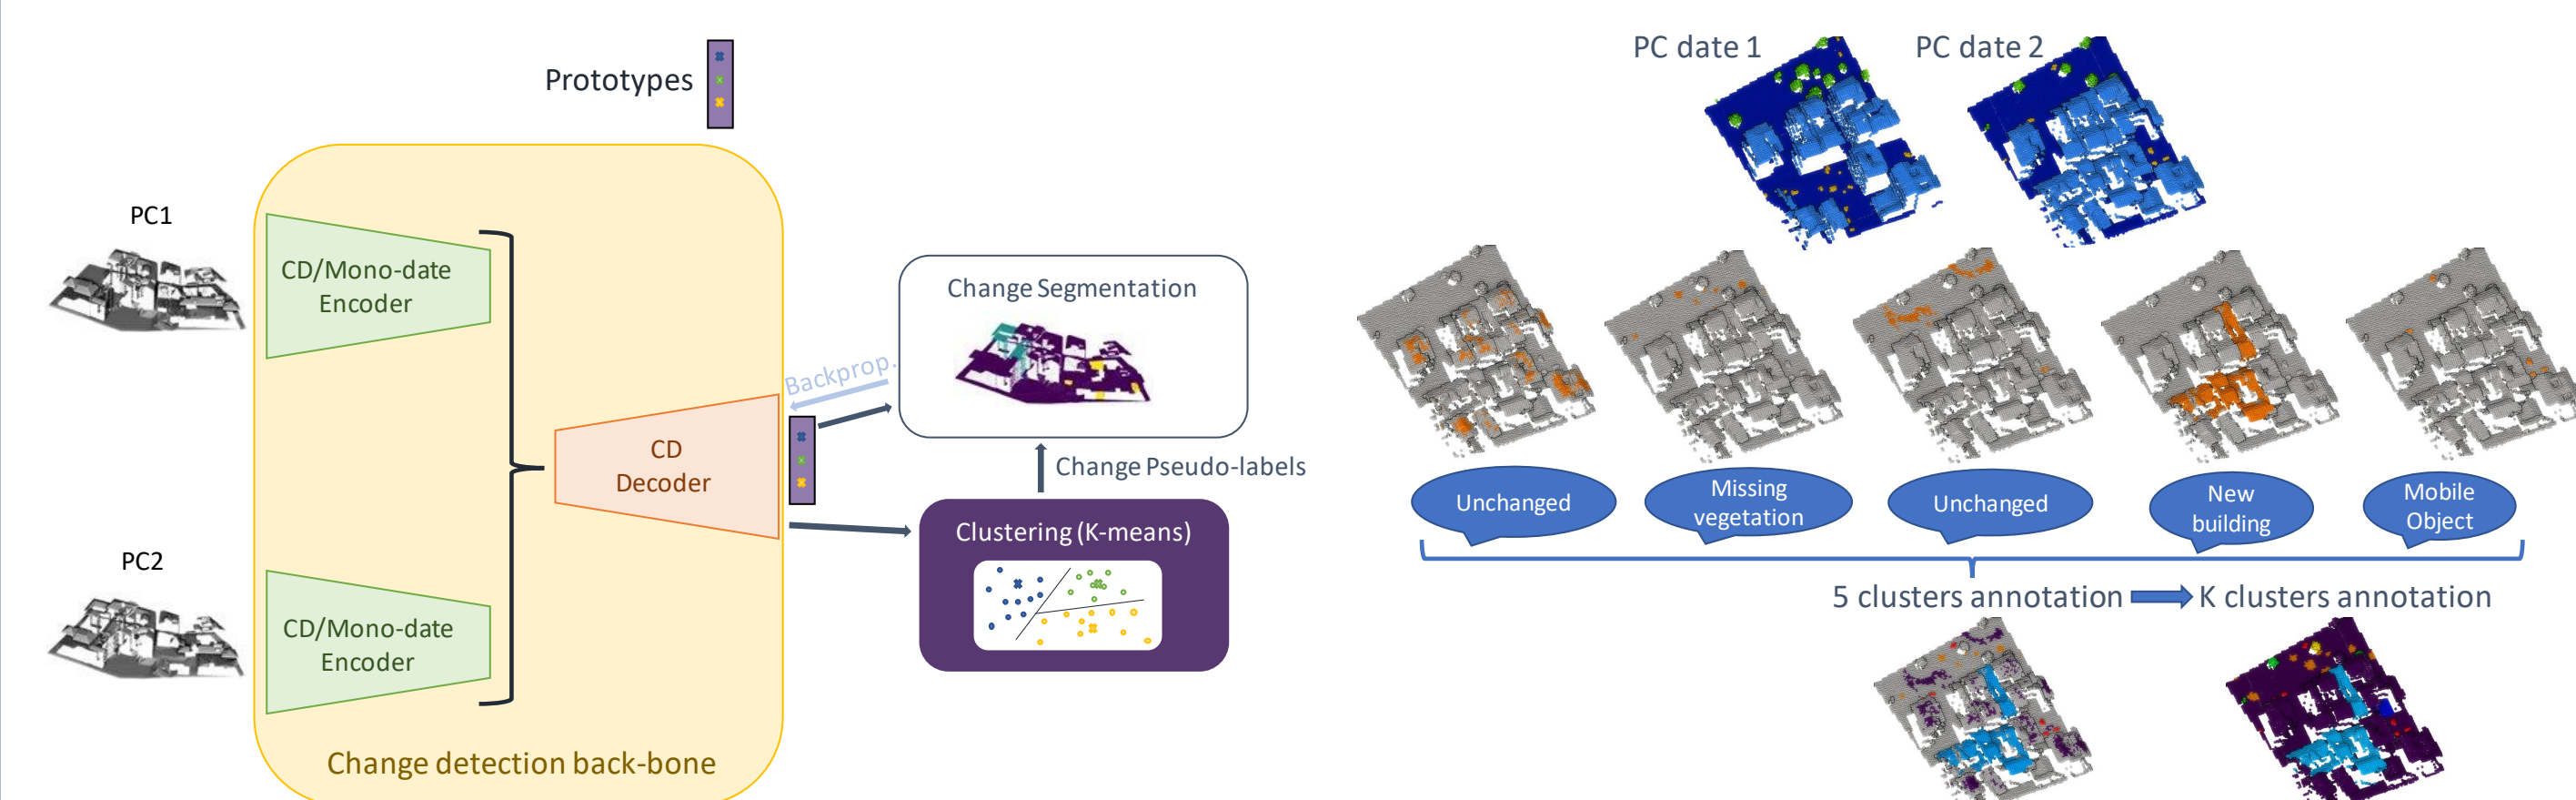 Prototypes
PC1
CD/Mono-date
Encoder
PC2
CD/Mono-date
Encoder
CD
Decoder
Change detection back-bone
Backprop.
Change Segmentation
Change Pseudo-labels
Clustering (K-means)
PC date 1
PC date 2
Unchanged
Missing
vegetation
Unchanged
New
building
Mobile
Object
5 clusters annotation
K clusters annotation